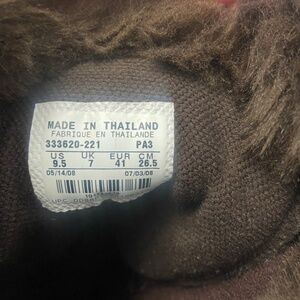 MADE IN THAILAND
FABRIQUE EN THAILANDE
333620-221 PA3
US UK EUR CM
9.5 7 41 26.5
05/14/08 07/03/08
UPC